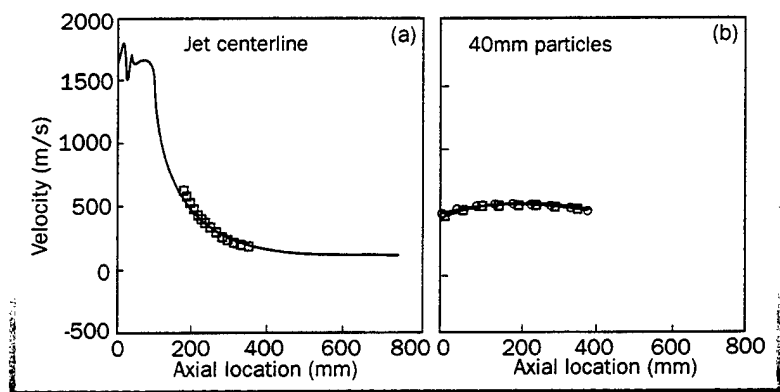 2000
1500
1000
500
0
-500
Velocity (m/s)
Jet centerline
(a)
0 200 400 600 800
Axial location (mm)
40mm particles
(b)
0 200 400 600 800
Axial location (mm)